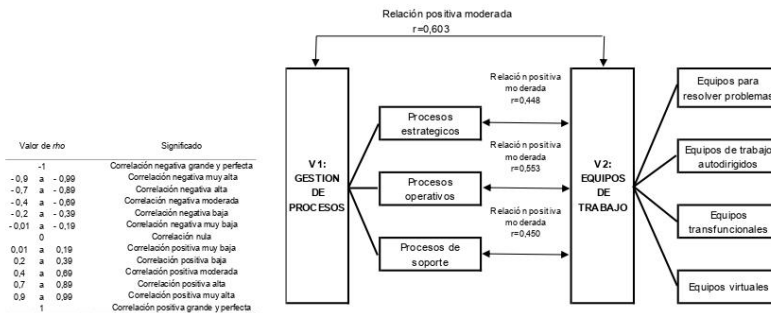 Valor de rho Significado
-1 Correlación negativa grande y perfecta
-0,9 a -0,99 Correlación negativa muy alta
-0,7 a -0,89 Correlación negativa alta
-0,4 a -0,69 Correlación negativa moderada
-0,2 a -0,39 Correlación negativa baja
-0,01 a -0,19 Correlación negativa muy baja
0 Correlación nula
0,01 a 0,19 Correlación positiva muy baja
0,2 a 0,39 Correlación positiva baja
0,4 a 0,69 Correlación positiva moderada
0,7 a 0,89 Correlación positiva alta
0,9 a 0,99 Correlación positiva muy alta
1 Correlación positiva grande y perfecta
Relación positiva moderada
r=0,603
V1:
GESTION
DE
PROCESOS
Procesos
estrategicos
Procesos
operativos
Procesos de
soporte
Relación positiva
moderada
r=0,448
Relación positiva
moderada
r=0,553
Relación positiva
moderada
r=0,450
V2:
EQUIPOS
DE
TRABAJO
Equipos para
resolver problemas
Equipos de trabajo
autodirigidos
Equipos
transfuncionales
Equipos virtuales